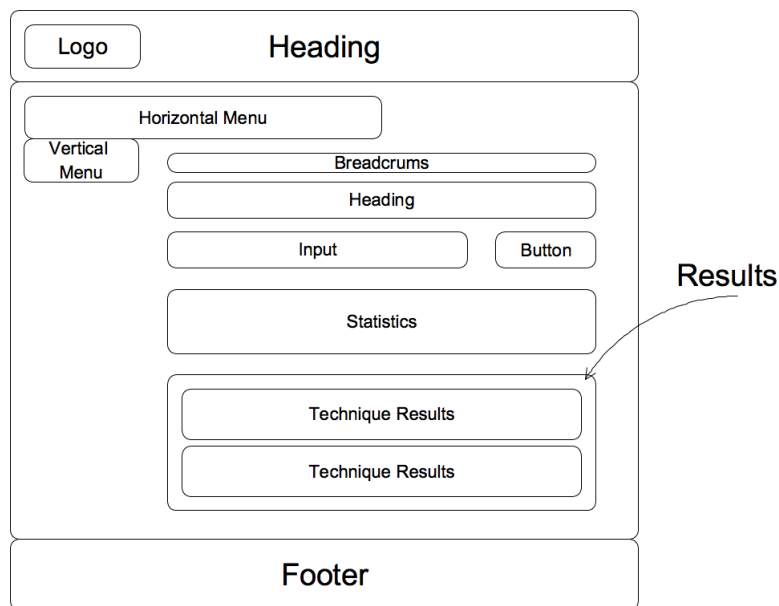 Logo
Heading
Horizontal Menu
Vertical
Menu
Breadcrums
Heading
Input
Button
Results
Statistics
Technique Results
Technique Results
Footer